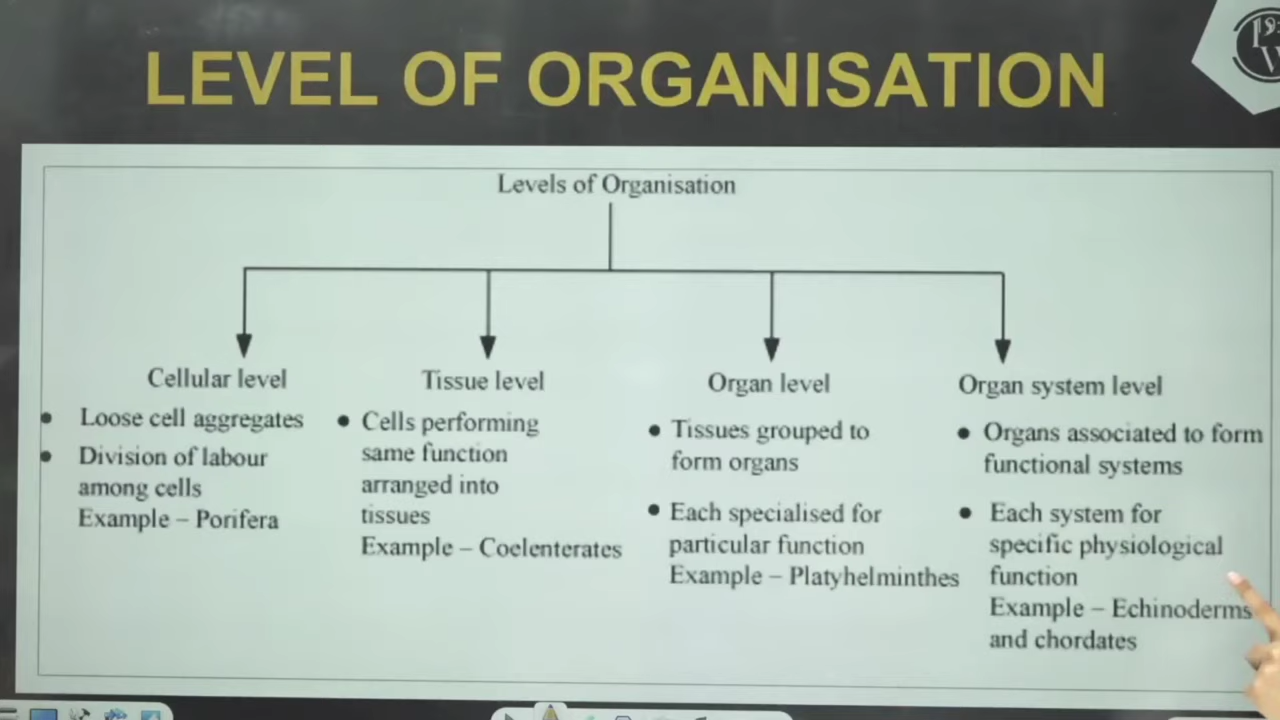 LEVEL OF ORGANISATION
Levels of Organisation
Cellular level
• Loose cell aggregates
• Division of labour
among cells
Example – Porifera
Tissue level
• Cells performing
same function
arranged into
tissues
Example – Coelenterates
Organ level
• Tissues grouped to
form organs
• Each specialised for
particular function
Example – Platyhelminthes
Organ system level
• Organs associated to form
functional systems
• Each system for
specific physiological
function
Example – Echinoderms
and chordates